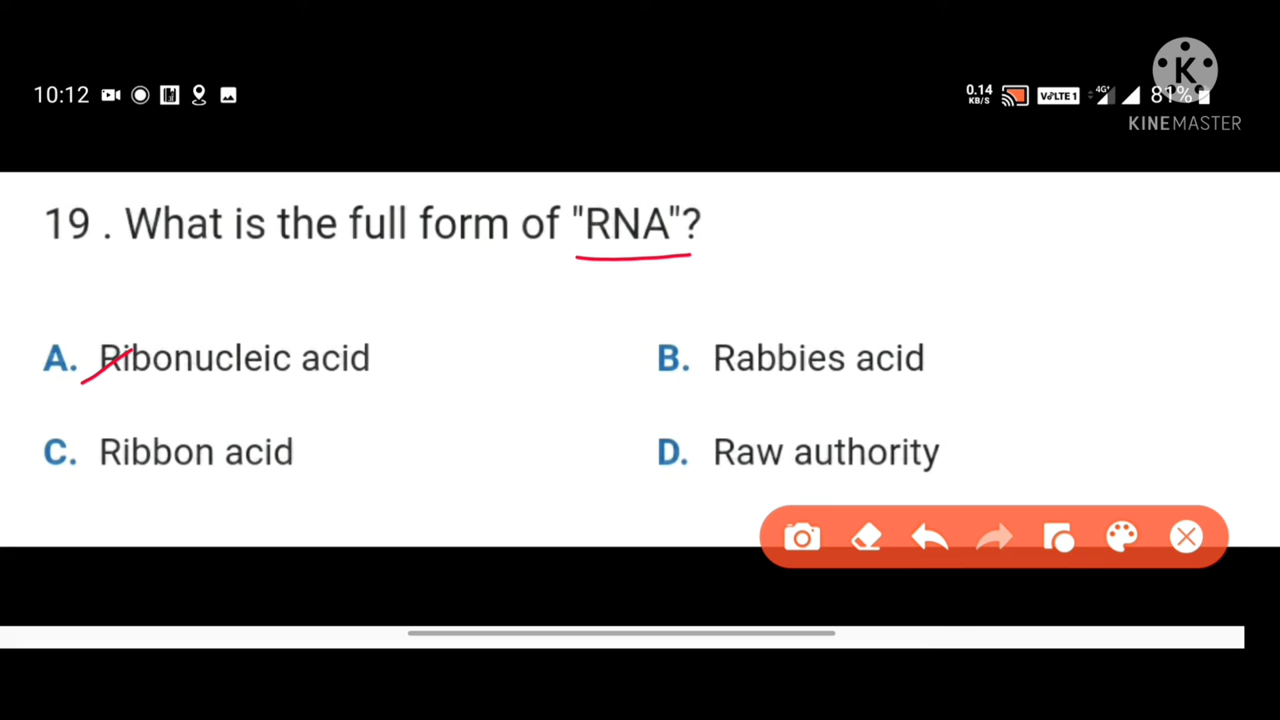 10:12 0.14 KB/S VoLTE 1 4G+ 81%
K
KINEMASTER
19 . What is the full form of "RNA"?
A. Ribonucleic acid
B. Rabbies acid
C. Ribbon acid
D. Raw authority